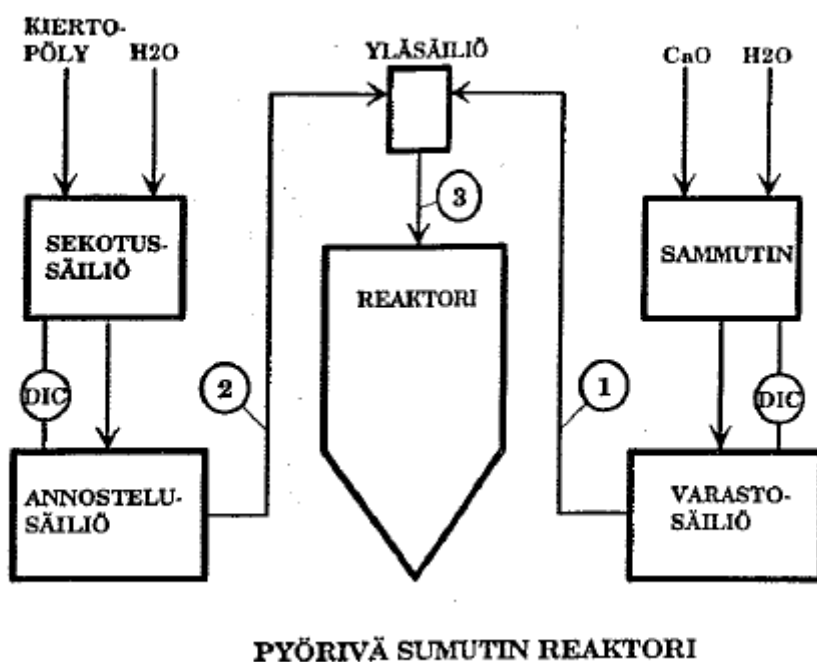 KIERTO-
PÖLY
H2O
YLÄSÄILIÖ
CaO
H2O
3
SEKOTUS-
SÄILIÖ
SAMMUTIN
REAKTORI
DIC
2
1
DIC
ANNOSTELU-
SÄILIÖ
VARASTO-
SÄILIÖ
PYÖRIVÄ SUMUTIN REAKTORI